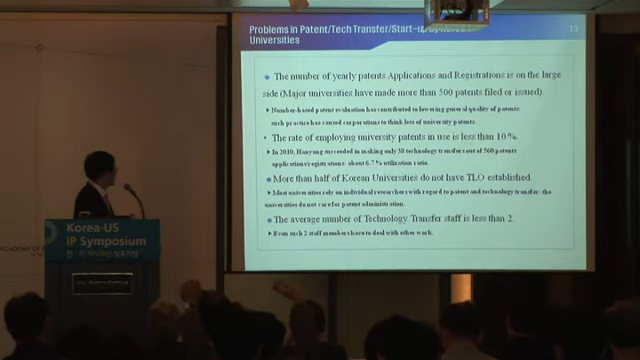 Problems in Patent/Tech Transfer/Start-up
Universities
13
The number of yearly patents Applications and Registrations is on the large
side (Major universities have made more than 500 patents filed or issued).
Number-based patent evaluation has contributed to lowering general quality of patents
such practice has caused corporations to think less of university patents.
The rate of employing university patents in use is less than 10%.
In 2010, Hanyang succeeded in making only 38 technology transfers out of 560 patents
applications/registrations: about 6.7% utilization ratio.
More than half of Korean Universities do not have TLO established.
Most universities rely on individual researchers with regard to patent and technology transfer: the
universities do not care for patent administration.
The average number of Technology Transfer staff is less than 2.
Even such 2 staff members have to deal with other work.
Korea-US
IP Symposium
ACADEMY OF